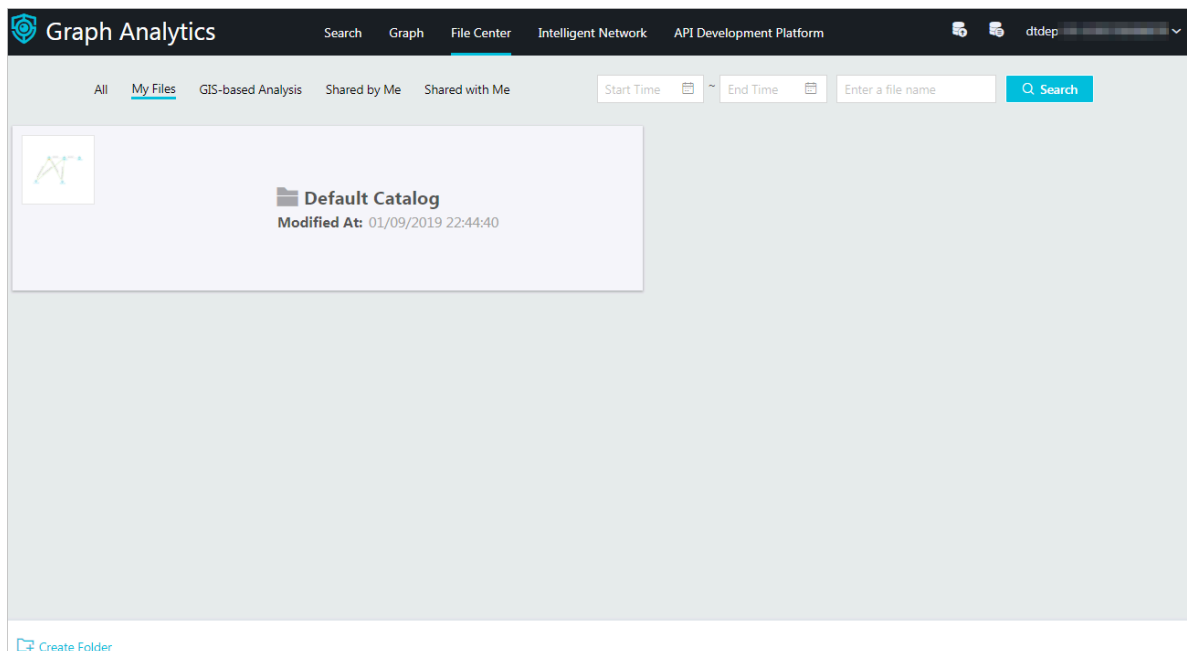 Graph Analytics Search Graph File Center Intelligent Network API Development Platform dtdep
All My Files GIS-based Analysis Shared by Me Shared with Me Start Time ~ End Time Enter a file name Search
Default Catalog
Modified At: 01/09/2019 22:44:40
Create Folder